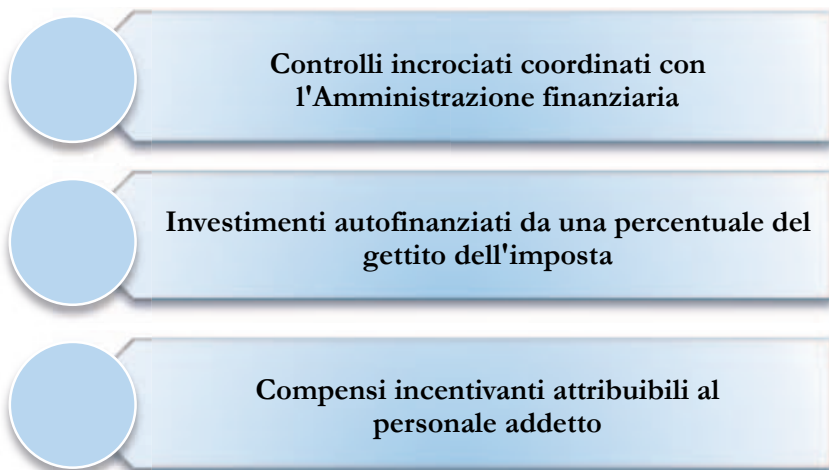 Controlli incrociati coordinati con
l'Amministrazione finanziaria
Investimenti autofinanziati da una percentuale del
gettito dell'imposta
Compensi incentivanti attribuibili al
personale addetto